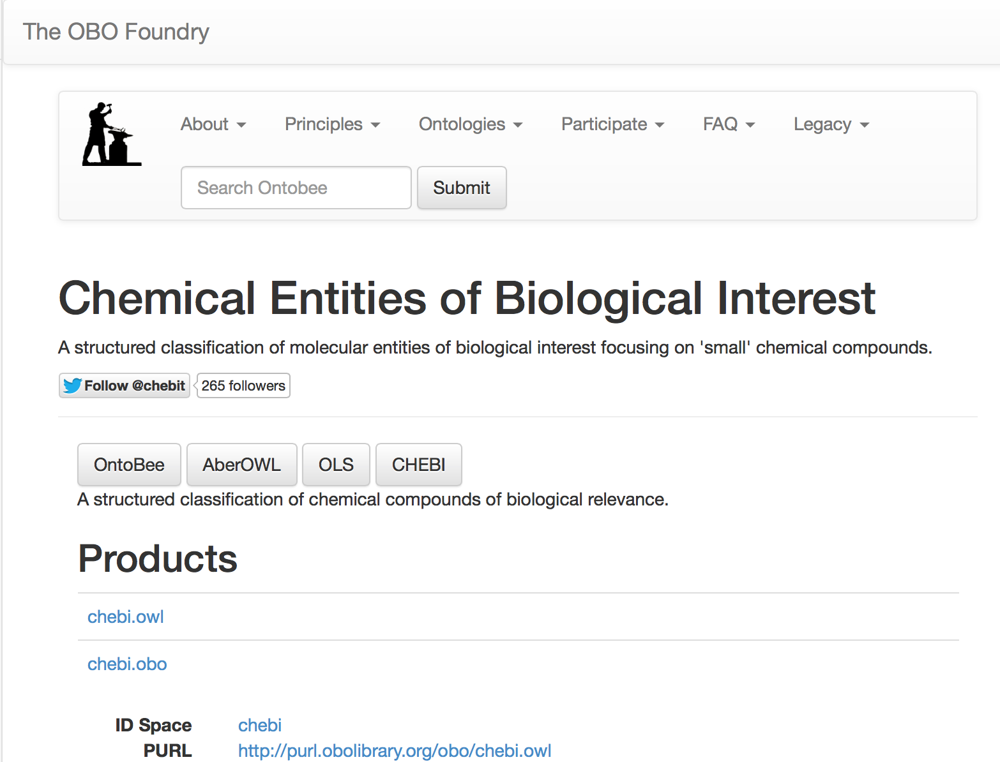 The OBO Foundry
About Principles Ontologies Participate FAQ Legacy
Search Ontobee Submit
Chemical Entities of Biological Interest
A structured classification of molecular entities of biological interest focusing on 'small' chemical compounds.
Follow @chebit 265 followers
OntoBee AberOWL OLS CHEBI
A structured classification of chemical compounds of biological relevance.
Products
chebi.owl
chebi.obo
ID Space chebi
PURL http://purl.obolibrary.org/obo/chebi.owl